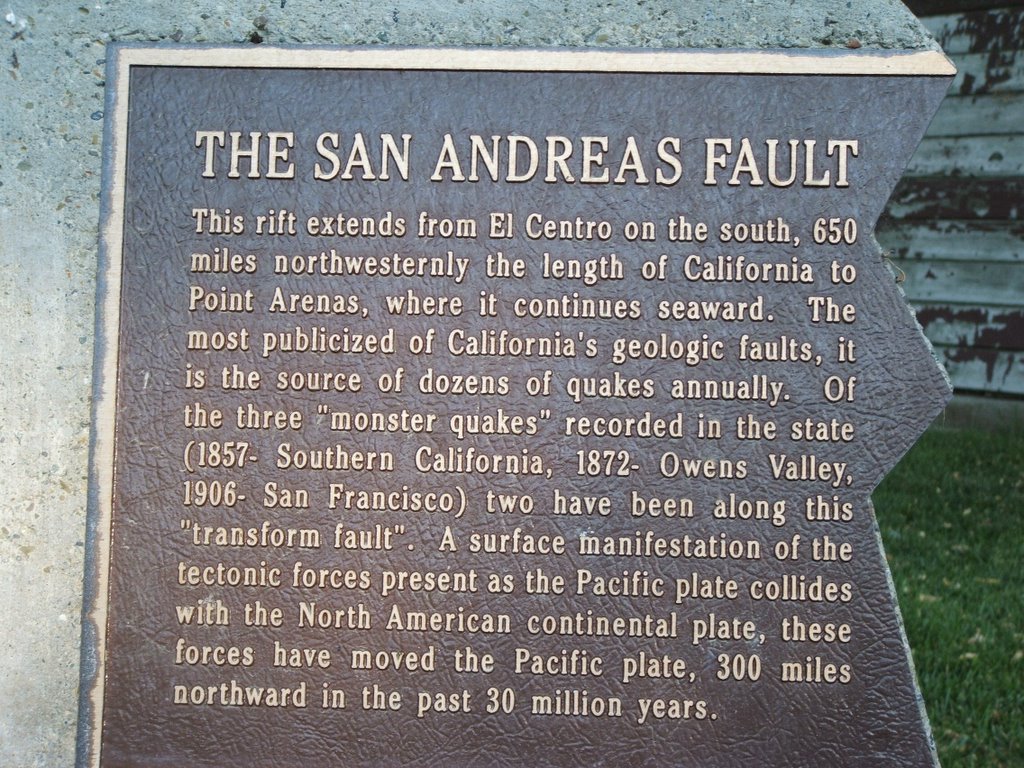 THE SAN ANDREAS FAULT
This rift extends from El Centro on the south, 650
miles northwesternly the length of California to
Point Arenas, where it continues seaward. The
most publicized of California's geologic faults, it
is the source of dozens of quakes annually. Of
the three "monster quakes" recorded in the state
(1857- Southern California, 1872- Owens Valley,
1906- San Francisco) two have been along this
"transform fault". A surface manifestation of the
tectonic forces present as the Pacific plate collides
with the North American continental plate, these
forces have moved the Pacific plate, 300 miles
northward in the past 30 million years.